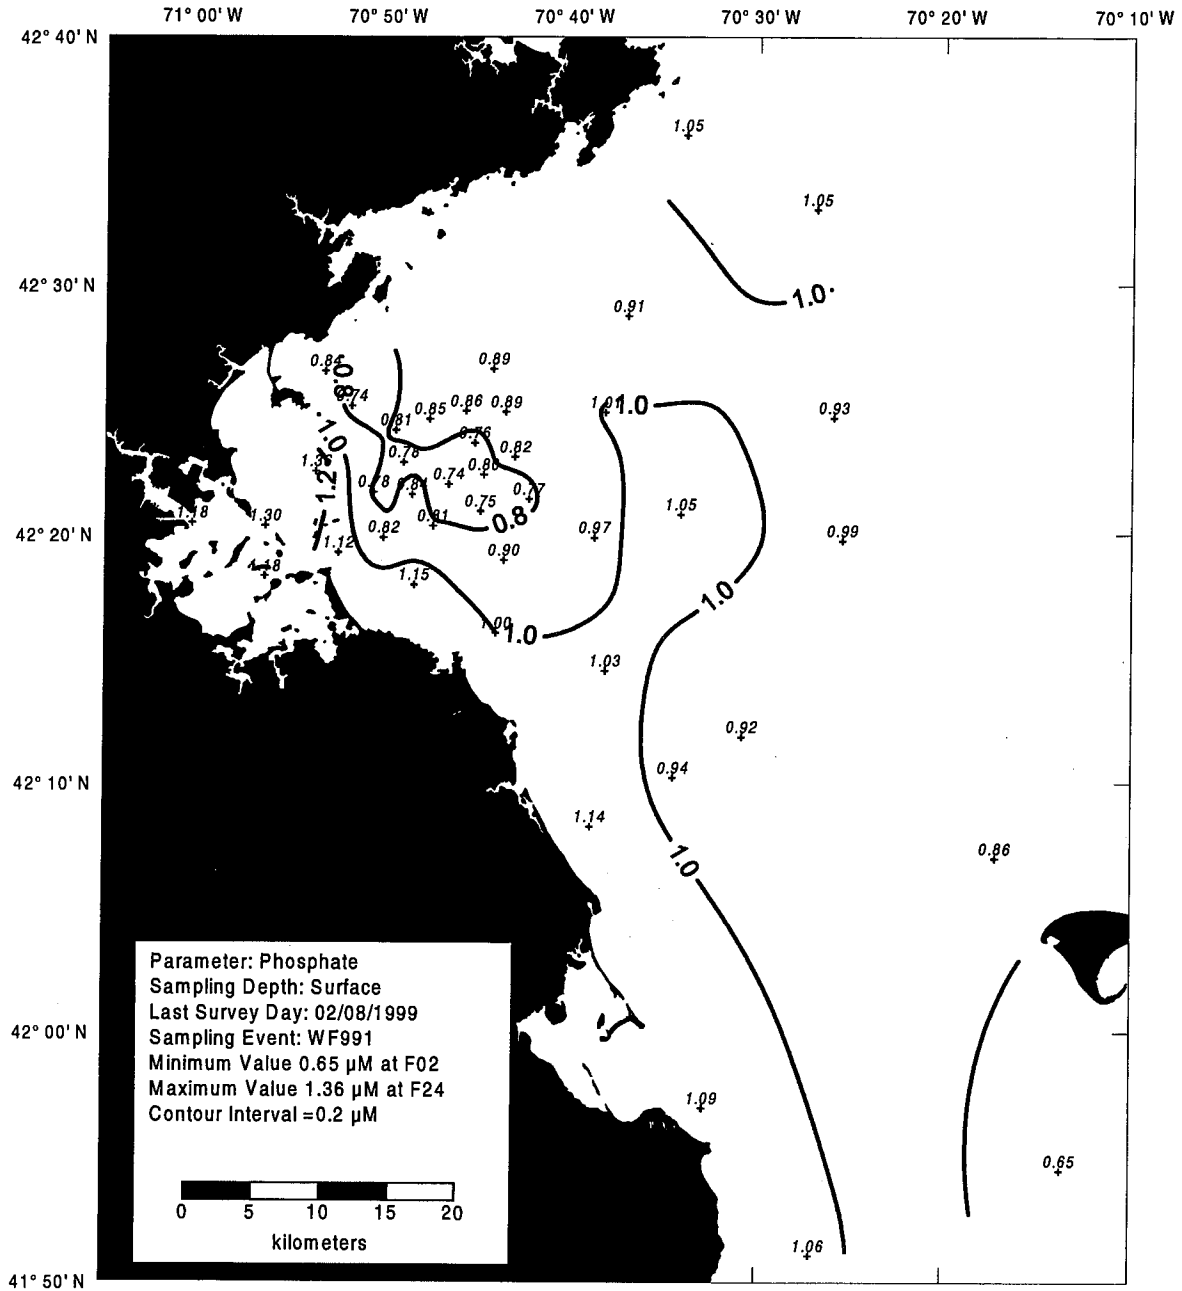 71° 00' W 70° 50' W 70° 40' W 70° 30' W 70° 20' W 70° 10' W
42° 40' N
1.05
1.05
42° 30' N
1.0
0.91
0.84 0.89
0.8
0.74 0.86 0.89 1.01 1.0 0.93
0.81 0.85
1.0 0.76
0.78 0.82
1.36 0.74
1.2 0.77
0.75 1.05
1.18 1.30 0.81 0.8
42° 20' N
0.82 0.97 0.99
1.12 0.90
1.18 1.15
1.0
1.00 1.0
1.03
0.92
0.94
42° 10' N
1.14
0.86
1.0
Parameter: Phosphate
Sampling Depth: Surface
Last Survey Day: 02/08/1999
42° 00' N
Sampling Event: WF991
Minimum Value 0.65 µM at F02
Maximum Value 1.36 µM at F24
Contour Interval =0.2 µM
1.09
0.65
0 5 10 15 20
kilometers
1.06
41° 50' N